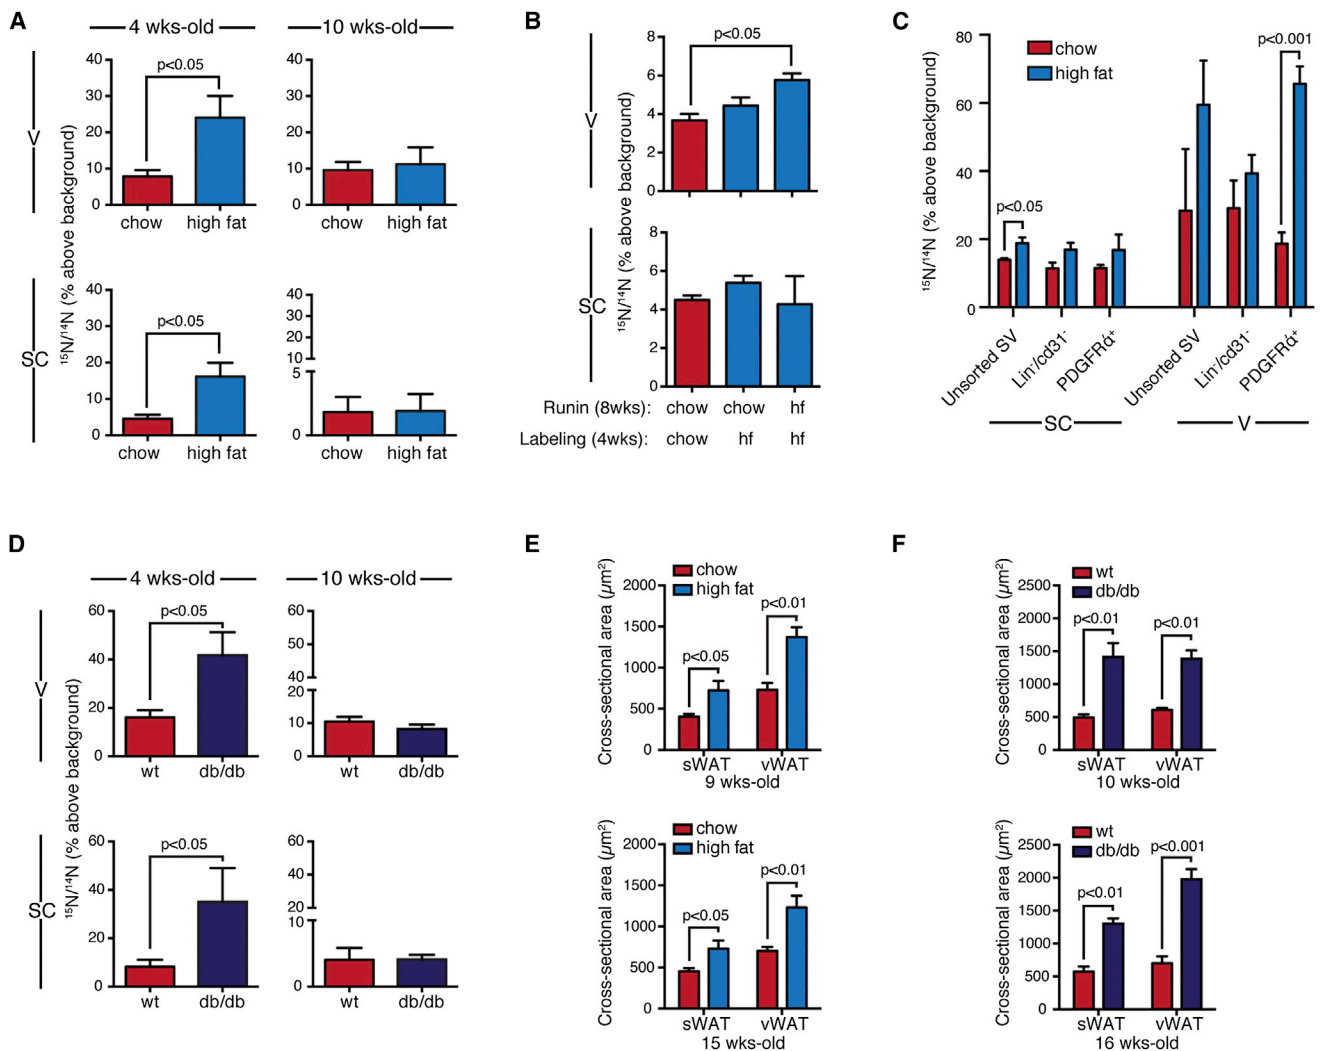 A
4 wks-old
10 wks-old
V
SC
¹⁵N/¹⁴N (% above background)
40
30
20
10
0
p<0.05
chow
high fat
40
30
20
10
0
chow
high fat
40
30
20
10
0
p<0.05
chow
high fat
40
30
20
10
5
0
chow
high fat
B
V
SC
¹⁵N/¹⁴N (% above background)
8
6
4
2
0
p<0.05
8
6
4
2
0
Runin (8wks): chow chow hf
Labeling (4wks): chow hf hf
C
¹⁵N/¹⁴N (% above background)
80
60
40
20
0
chow
high fat
p<0.05
p<0.001
Unsorted SV
Lin⁻/cd31⁻
PDGFRά⁺
Unsorted SV
Lin⁻/cd31⁻
PDGFRά⁺
SC
V
D
4 wks-old
10 wks-old
V
SC
¹⁵N/¹⁴N (% above background)
60
40
20
0
p<0.05
wt
db/db
60
50
40
20
10
0
wt
db/db
60
40
20
0
p<0.05
wt
db/db
60
40
20
10
0
wt
db/db
E
Cross-sectional area (µm²)
2000
1500
1000
500
0
chow
high fat
p<0.05
p<0.01
sWAT
vWAT
9 wks-old
Cross-sectional area (µm²)
2000
1500
1000
500
0
chow
high fat
p<0.05
p<0.01
sWAT
vWAT
15 wks-old
F
Cross-sectional area (µm²)
2500
2000
1500
1000
500
0
wt
db/db
p<0.01
p<0.01
sWAT
vWAT
10 wks-old
Cross-sectional area (µm²)
2500
2000
1500
1000
500
0
wt
db/db
p<0.01
p<0.001
sWAT
vWAT
16 wks-old